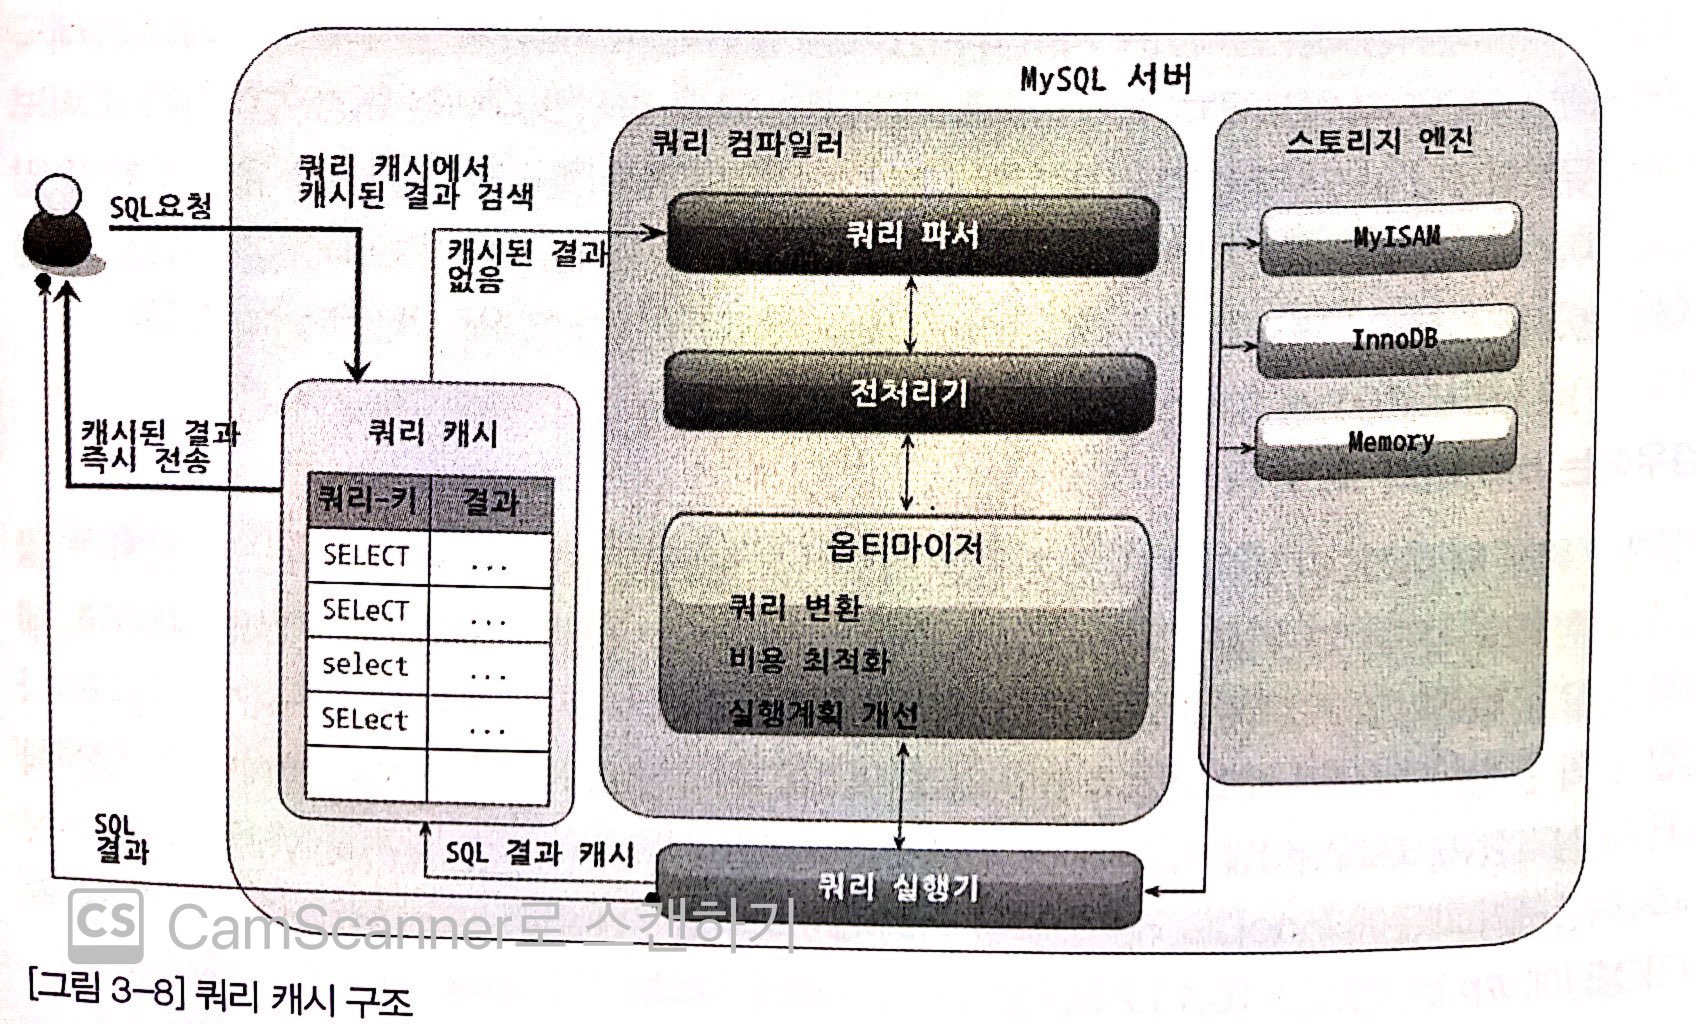 MySQL 서버
쿼리 컴파일러
스토리지 엔진
쿼리 캐시에서
캐시된 결과 검색
SQL요청
쿼리 파서
MyISAM
캐시된 결과
없음
InnoDB
전처리기
캐시된 결과
즉시 전송
쿼리 캐시
Memory
쿼리-키 결과
SELECT ...
SELeCT ...
select ...
SELect ...
옵티마이저
쿼리 변환
비용 최적화
실행계획 개선
SQL
결과
SQL 결과 캐시
쿼리 실행기
CS CamScanner로 스캔하기
[그림 3-8] 쿼리 캐시 구조